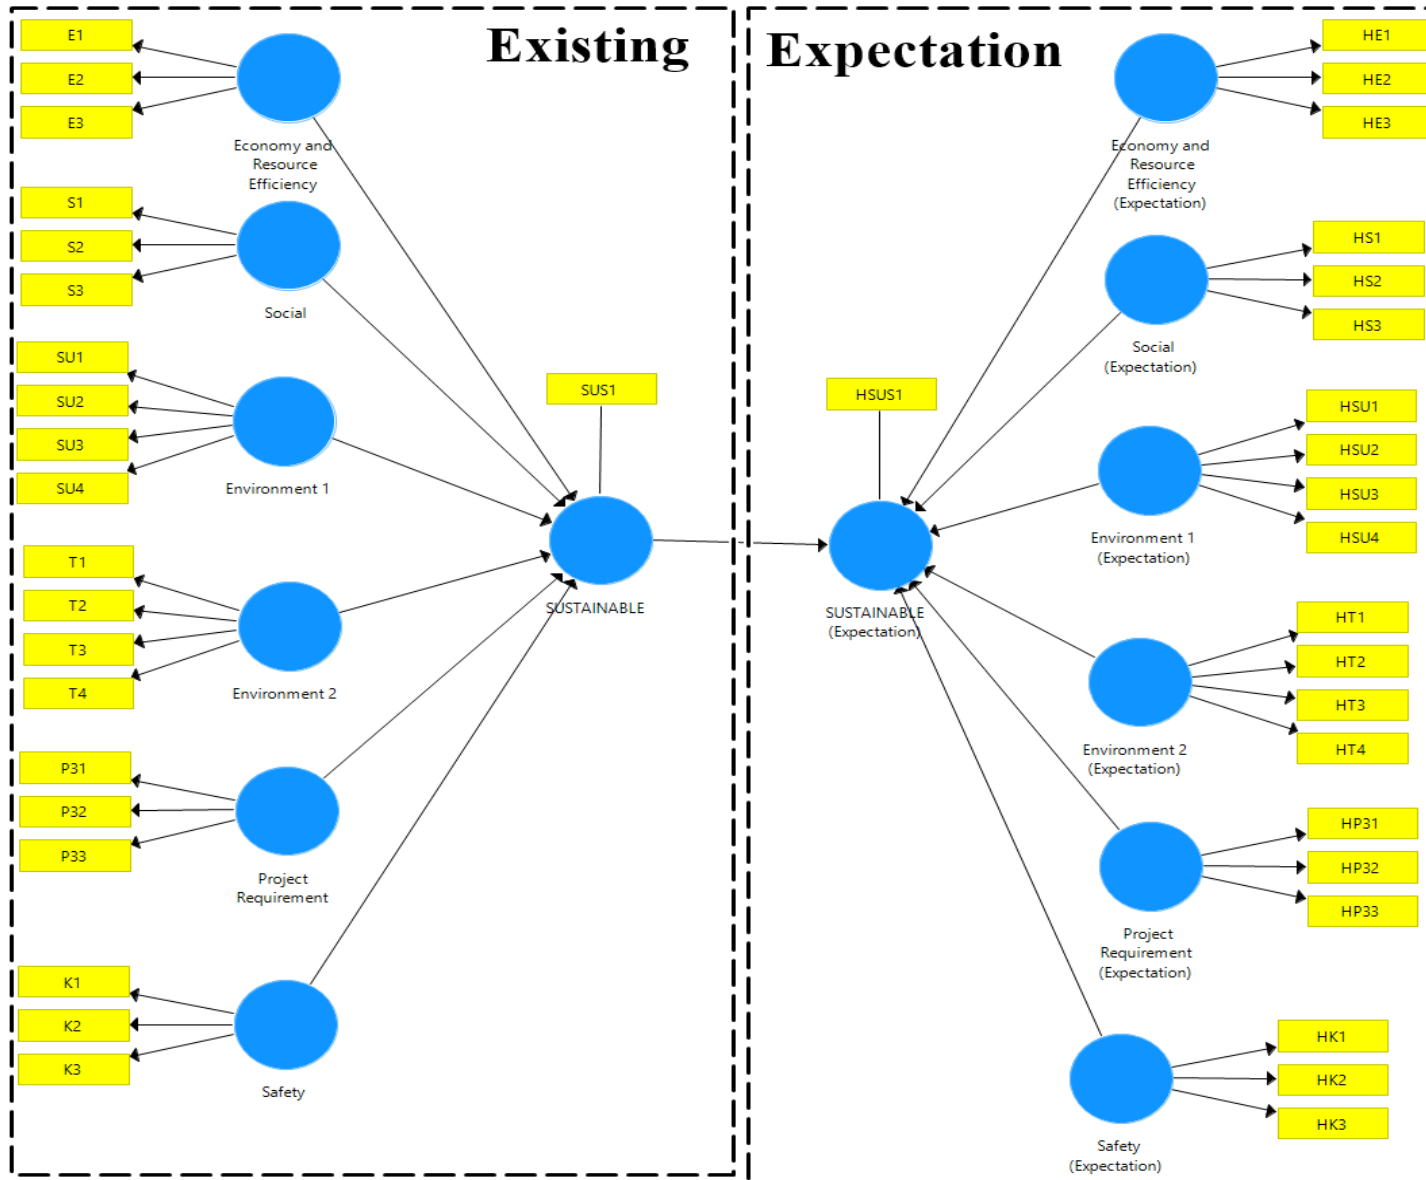 Existing
E1
E2
E3
Economy and
Resource
Efficiency
S1
S2
S3
Social
SU1
SU2
SU3
SU4
Environment 1
T1
T2
T3
T4
Environment 2
P31
P32
P33
Project
Requirement
K1
K2
K3
Safety
SUS1
SUSTAINABLE
Expectation
HSUS1
SUSTAINABLE
(Expectation)
HE1
HE2
HE3
Economy and
Resource
Efficiency
(Expectation)
HS1
HS2
HS3
Social
(Expectation)
HSU1
HSU2
HSU3
HSU4
Environment 1
(Expectation)
HT1
HT2
HT3
HT4
Environment 2
(Expectation)
HP31
HP32
HP33
Project
Requirement
(Expectation)
HK1
HK2
HK3
Safety
(Expectation)